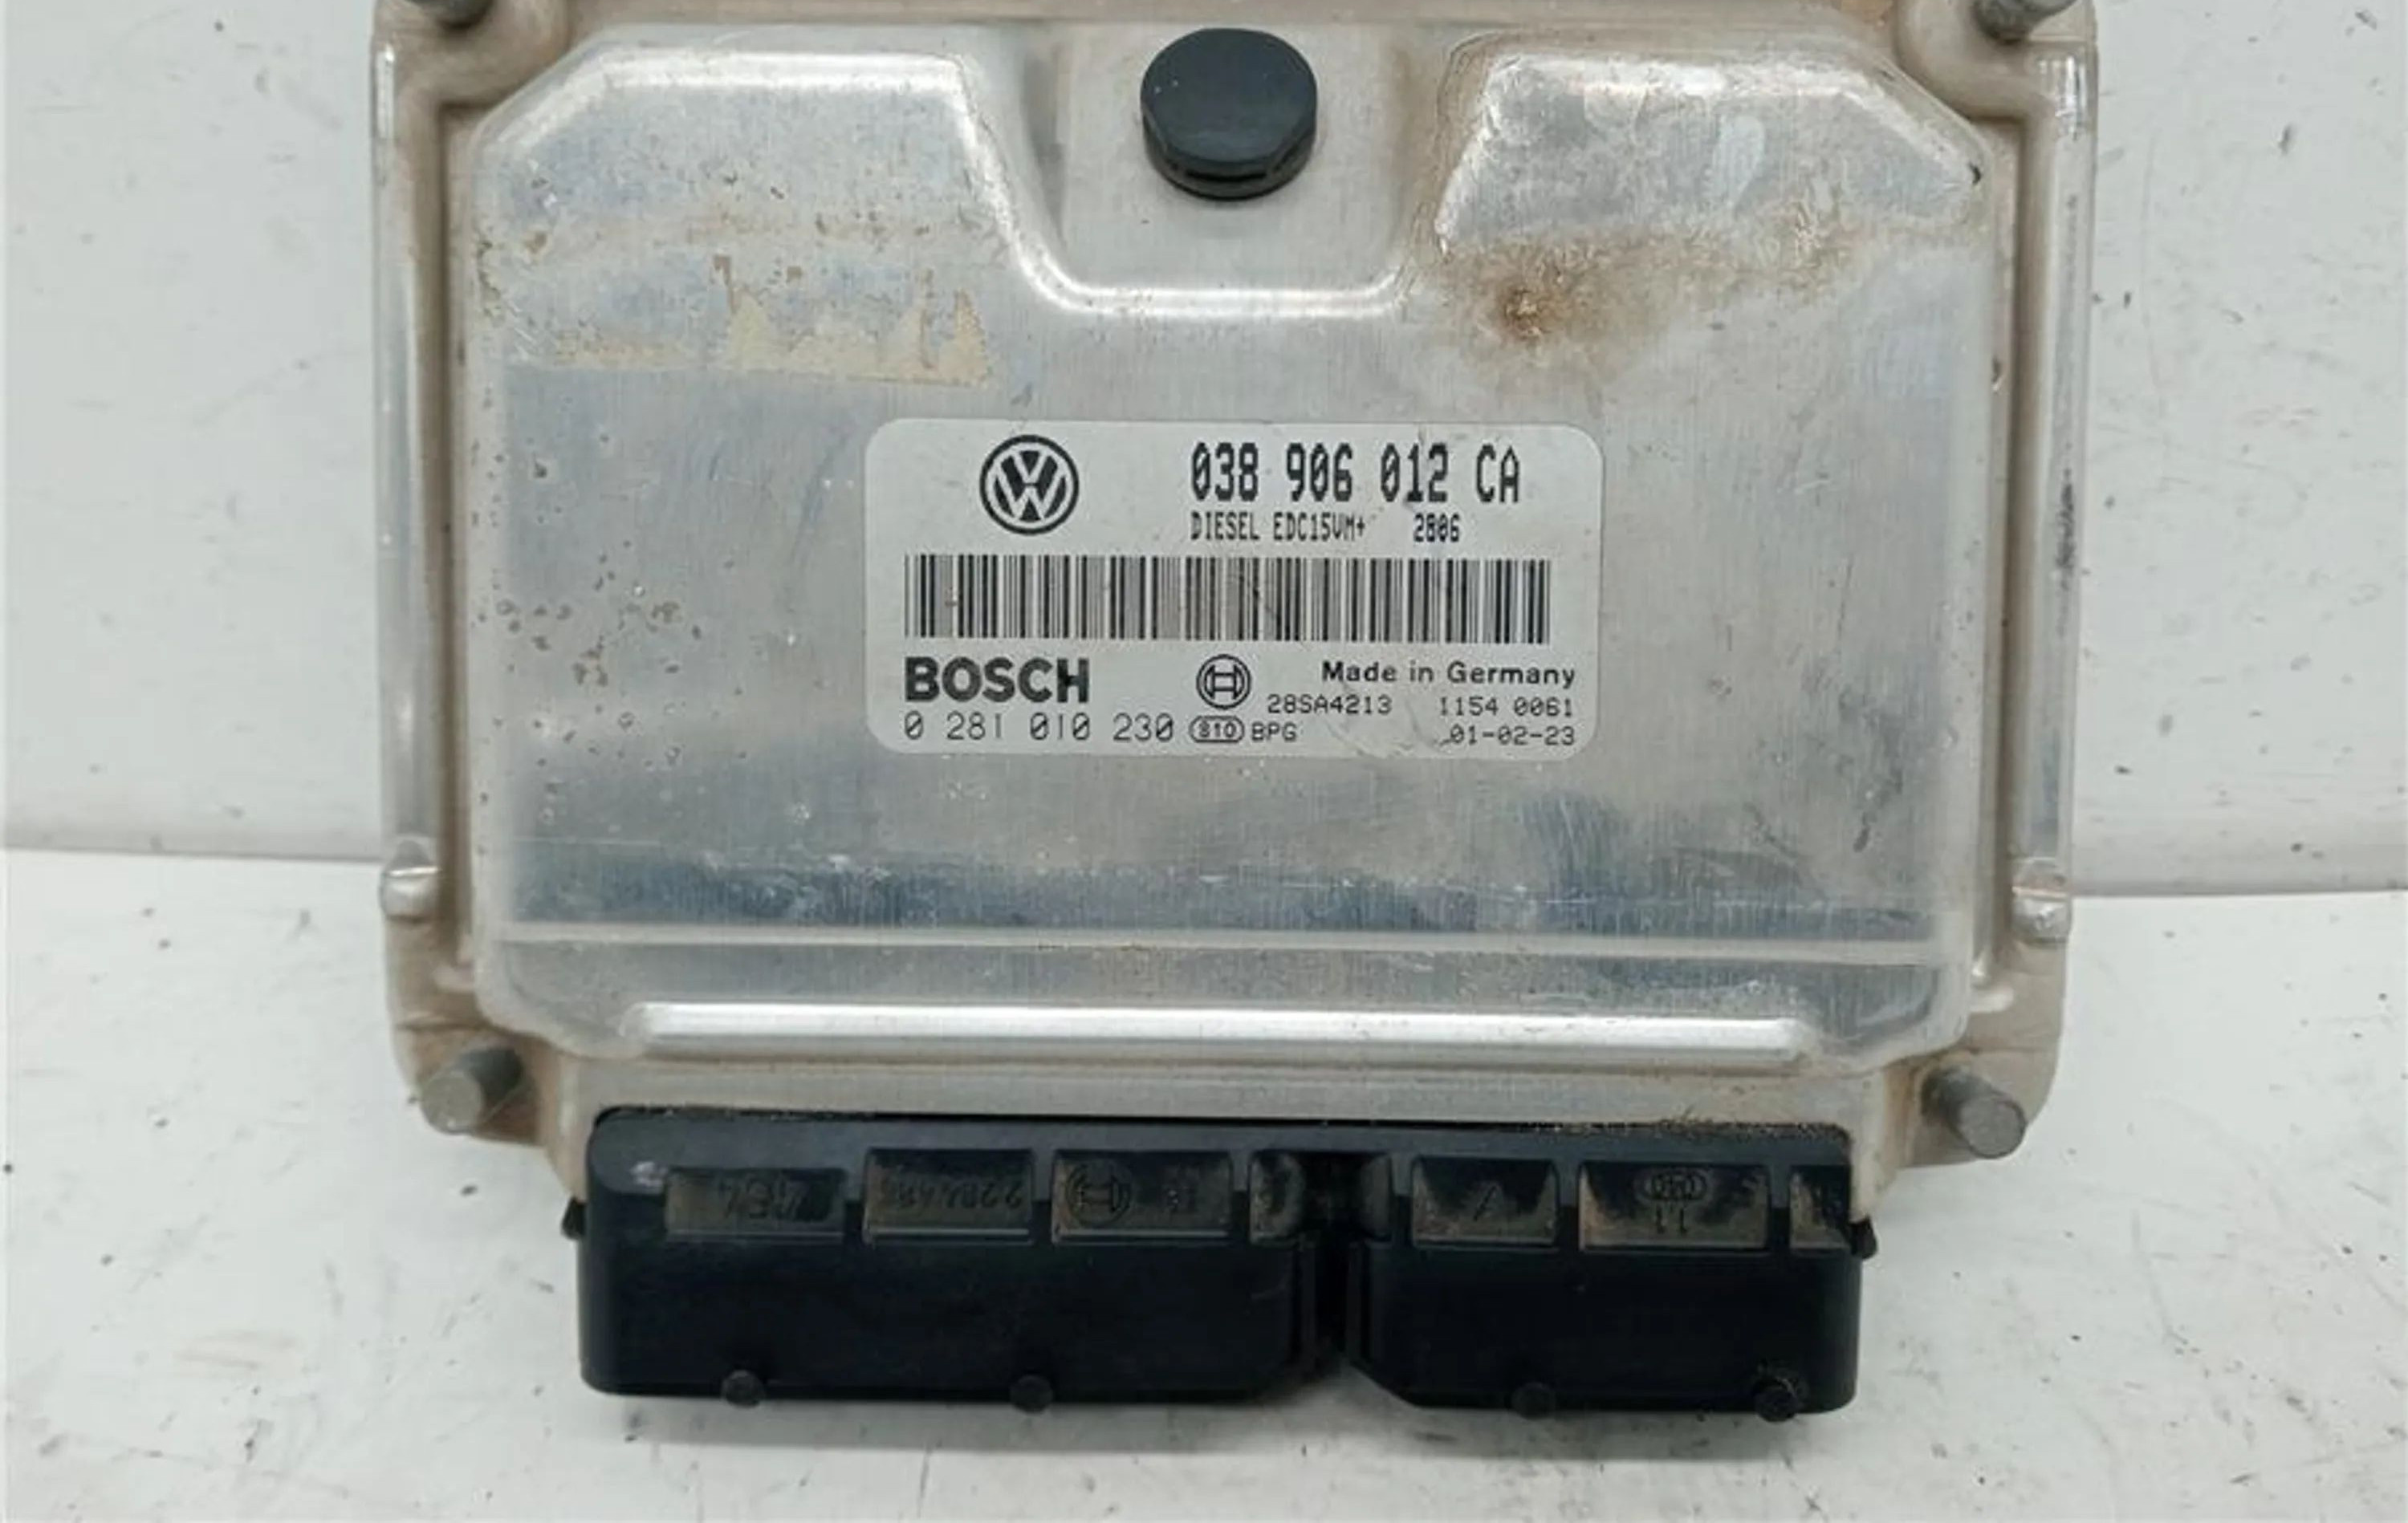 038 906 012 CA
DIESEL EDC15VM+ 2806
BOSCH
Made in Germany
28SA4213 1154 0061
0 281 010 230 810 BPG 01-02-23